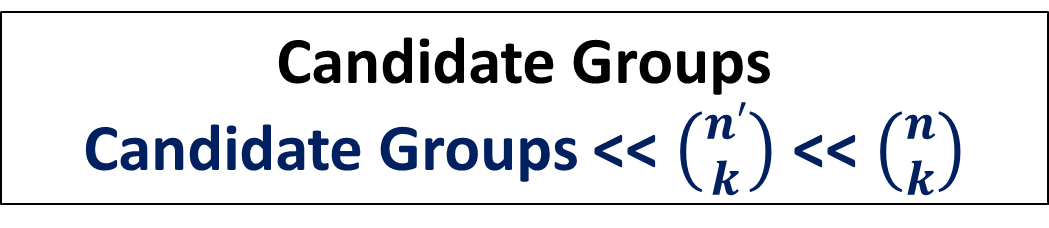 Candidate Groups
Candidate Groups << (n′ k) << (n k)